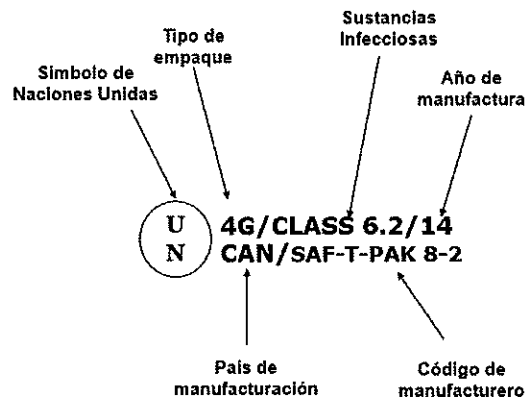 Sustancias
Infecciosas
Tipo de
empaque
Simbolo de
Naciones Unidas
Año de
manufactura
U
N
4G/CLASS 6.2/14
CAN/SAF-T-PAK 8-2
Pais de
manufacturación
Código de
manufacturero